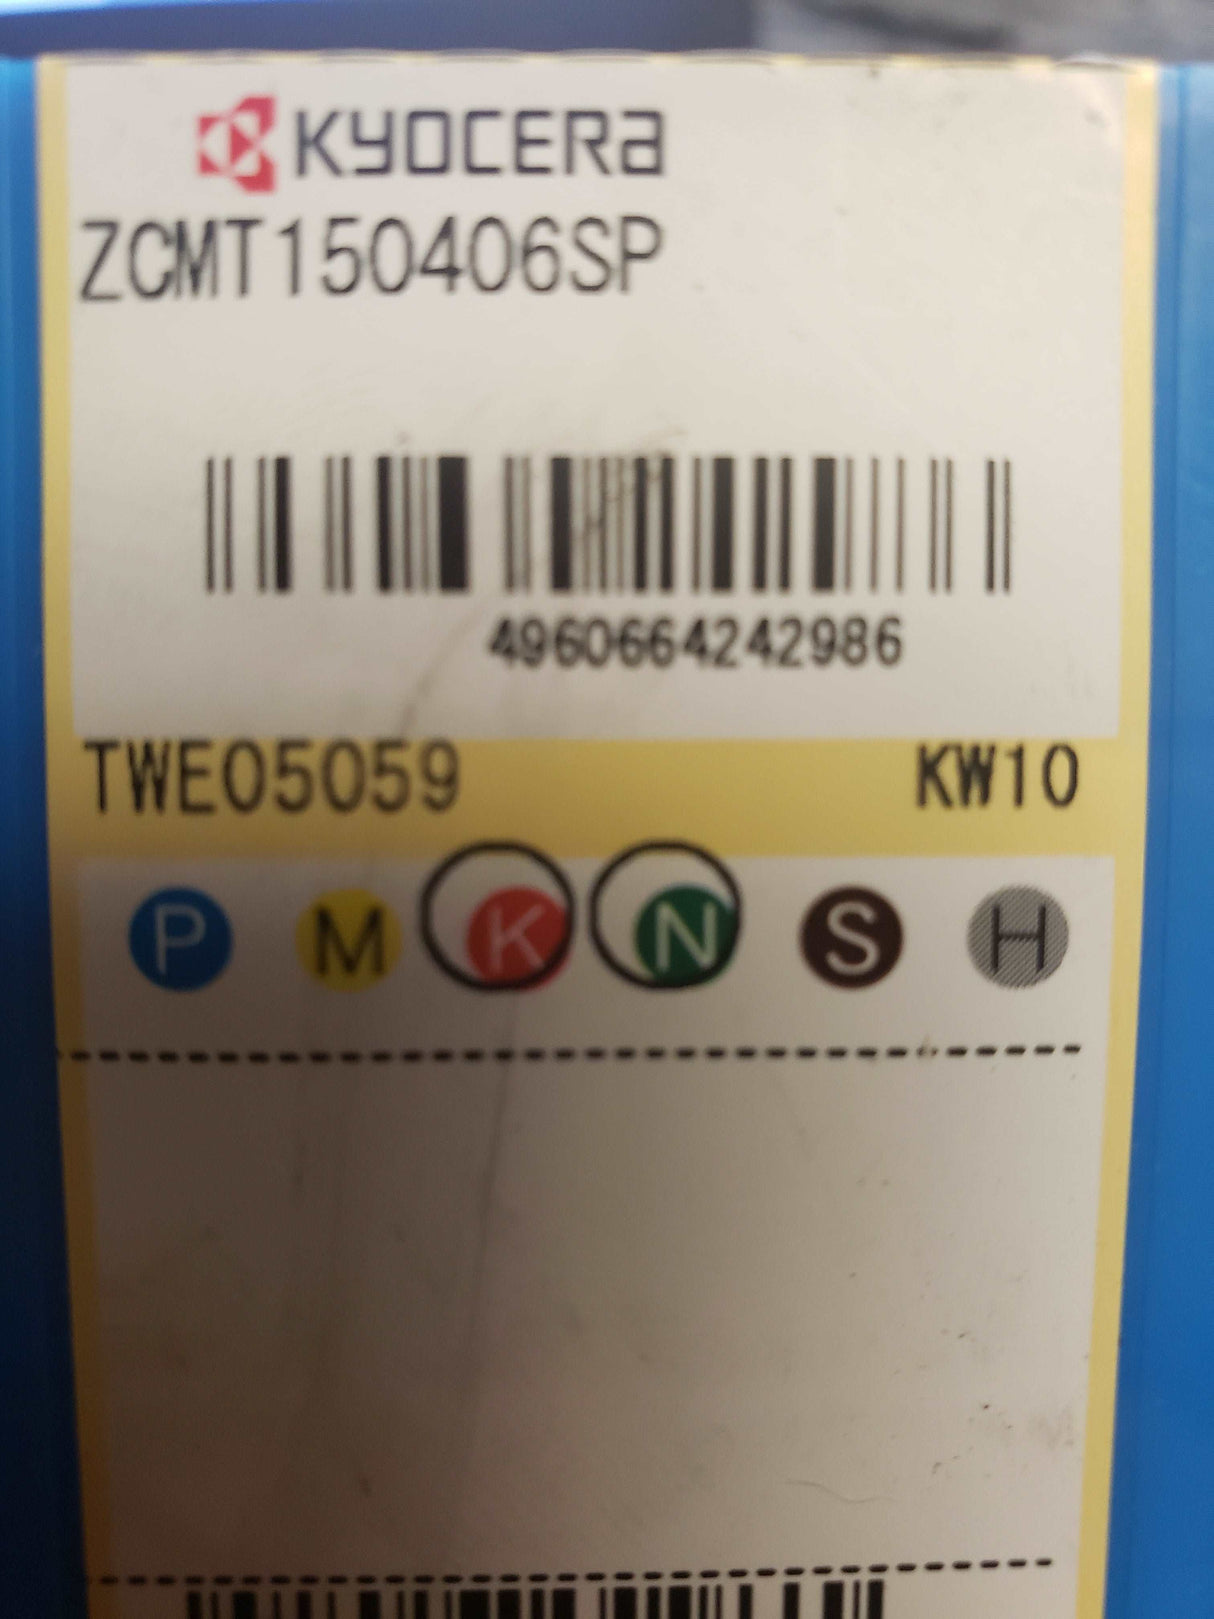 KYOCERA
ZCMT150406SP
4960664242986
TWE05059 KW10
P M K N S H